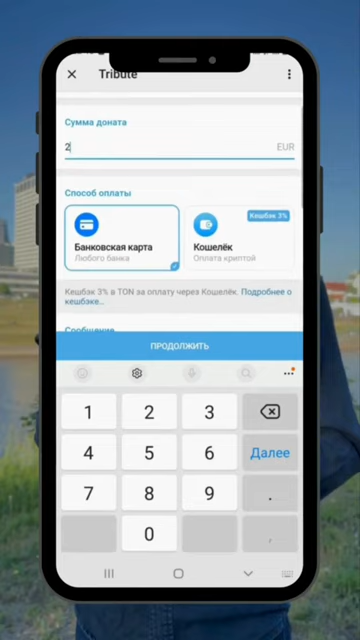 Tribute
Сумма доната
2
EUR
Способ оплаты
Кешбэк 3%
Банковская карта
Любого банка
Кошелёк
Оплата криптой
Кешбэк 3% в TON за оплату через Кошелёк. Подробнее о
кешбэке...
Сообщение
ПРОДОЛЖИТЬ
1 2 3
4 5 6 Далее
7 8 9 .
0 ,